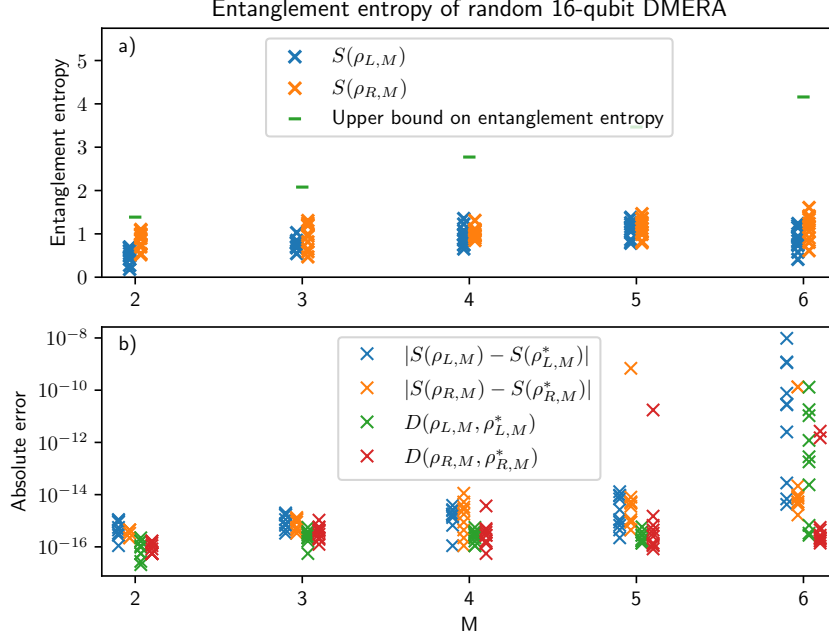 Entanglement entropy of random 16-qubit DMERA
a)
S(ρ_{L,M})
S(ρ_{R,M})
Upper bound on entanglement entropy
Entanglement entropy
5
4
3
2
1
0
2 3 4 5 6
b)
|S(ρ_{L,M}) − S(ρ*_{L,M})|
|S(ρ_{R,M}) − S(ρ*_{R,M})|
D(ρ_{L,M}, ρ*_{L,M})
D(ρ_{R,M}, ρ*_{R,M})
Absolute error
10⁻⁸
10⁻¹⁰
10⁻¹²
10⁻¹⁴
10⁻¹⁶
2 3 4 5 6
M